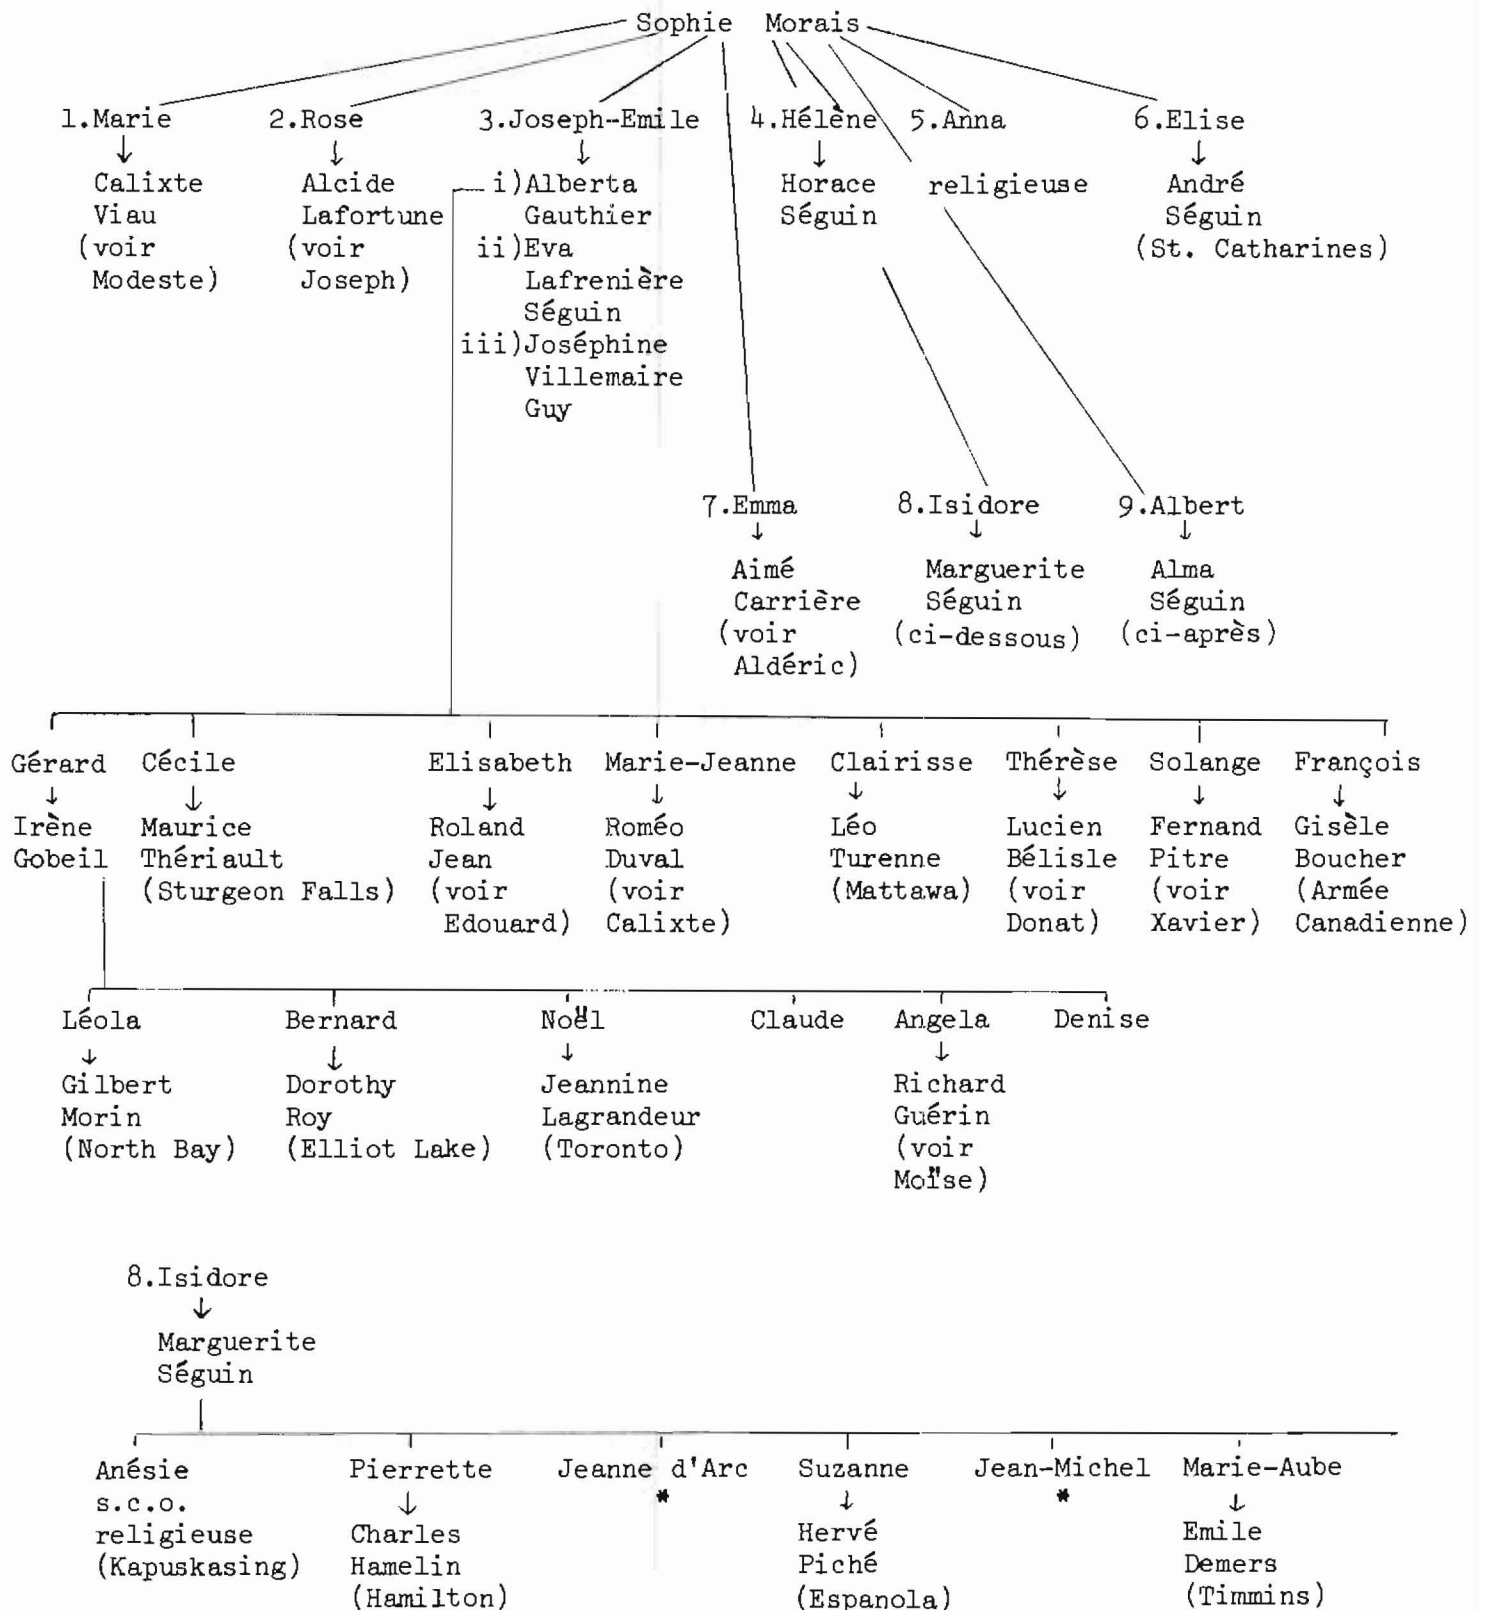 Sophie Morais
1.Marie 2.Rose 3.Joseph-Emile 4.Hélène 5.Anna 6.Elise
↓ ↓ ↓ ↓ ↓
Calixte Alcide i)Alberta Horace religieuse André
Viau Lafortune Gauthier Séguin Séguin
(voir (voir ii)Eva (St. Catharines)
Modeste) Joseph) Lafrenière
Séguin
iii)Joséphine
Villemaire
Guy
7.Emma 8.Isidore 9.Albert
↓ ↓ ↓
Aimé Marguerite Alma
Carrière Séguin Séguin
(voir (ci-dessous) (ci-après)
Aldéric)
Gérard Cécile Elisabeth Marie-Jeanne Clairisse Thérèse Solange François
↓ ↓ ↓ ↓ ↓ ↓ ↓ ↓
Irène Maurice Roland Roméo Léo Lucien Fernand Gisèle
Gobeil Thériault Jean Duval Turenne Bélisle Pitre Boucher
(Sturgeon Falls) (voir (voir (Mattawa) (voir (voir (Armée
Edouard) Calixte) Donat) Xavier) Canadienne)
Léola Bernard Noël Claude Angela Denise
↓ ↓ ↓ ↓
Gilbert Dorothy Jeannine Richard
Morin Roy Lagrandeur Guérin
(North Bay) (Elliot Lake) (Toronto) (voir
Moïse)
8.Isidore
↓
Marguerite
Séguin
Anésie Pierrette Jeanne d'Arc Suzanne Jean-Michel Marie-Aube
s.c.o. ↓ * ↓ * ↓
religieuse Charles Hervé Emile
(Kapuskasing) Hamelin Piché Demers
(Hamilton) (Espanola) (Timmins)